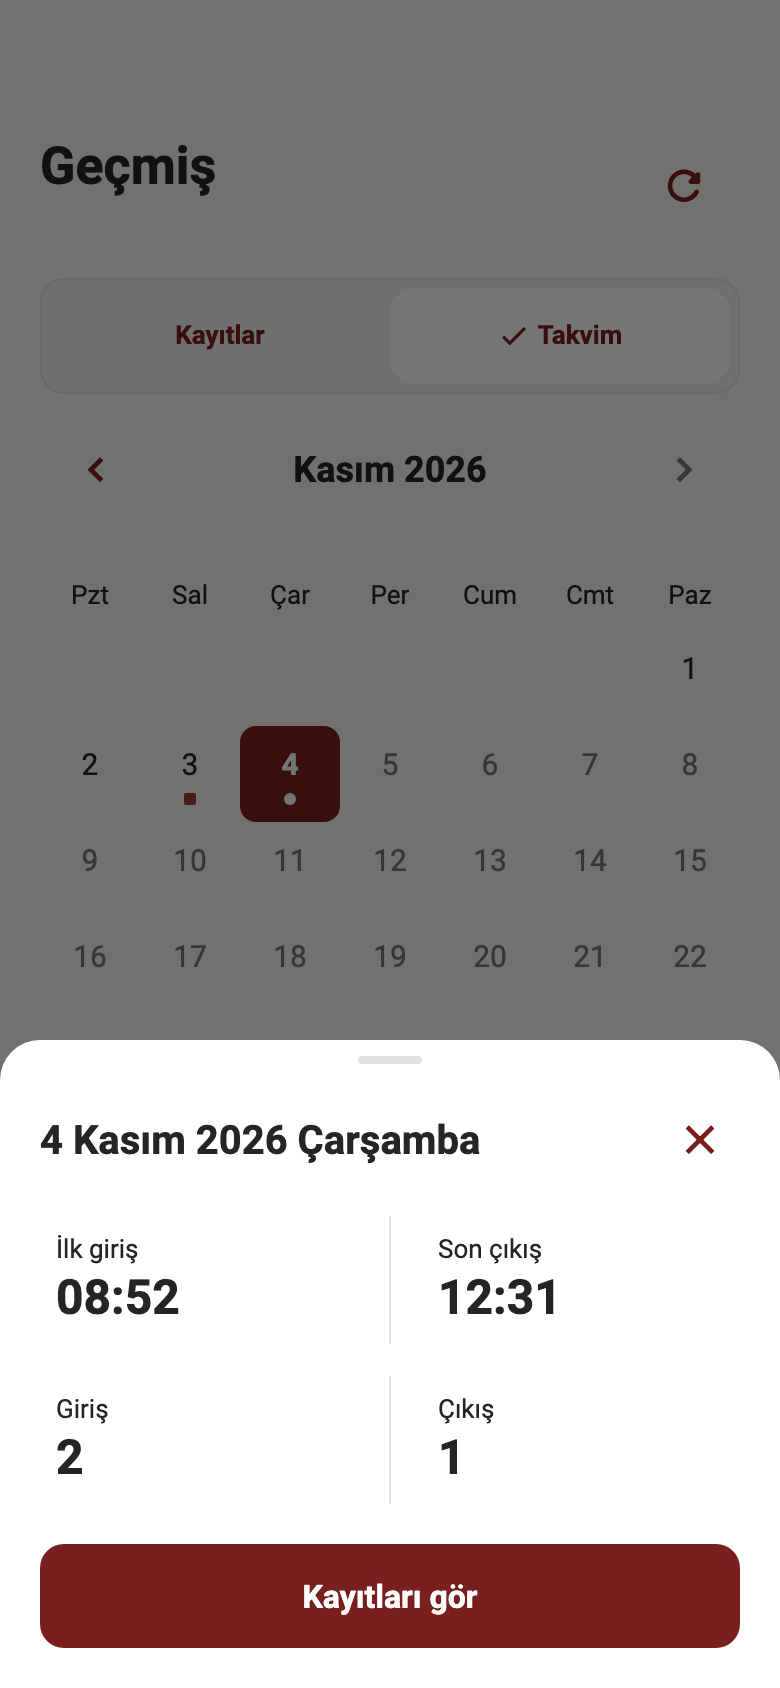 Geçmiş
Kayıtlar
Takvim
Kasım 2026
Pzt Sal Çar Per Cum Cmt Paz
1
2 3 4 5 6 7 8
9 10 11 12 13 14 15
16 17 18 19 20 21 22
4 Kasım 2026 Çarşamba
İlk giriş
08:52
Son çıkış
12:31
Giriş
2
Çıkış
1
Kayıtları gör